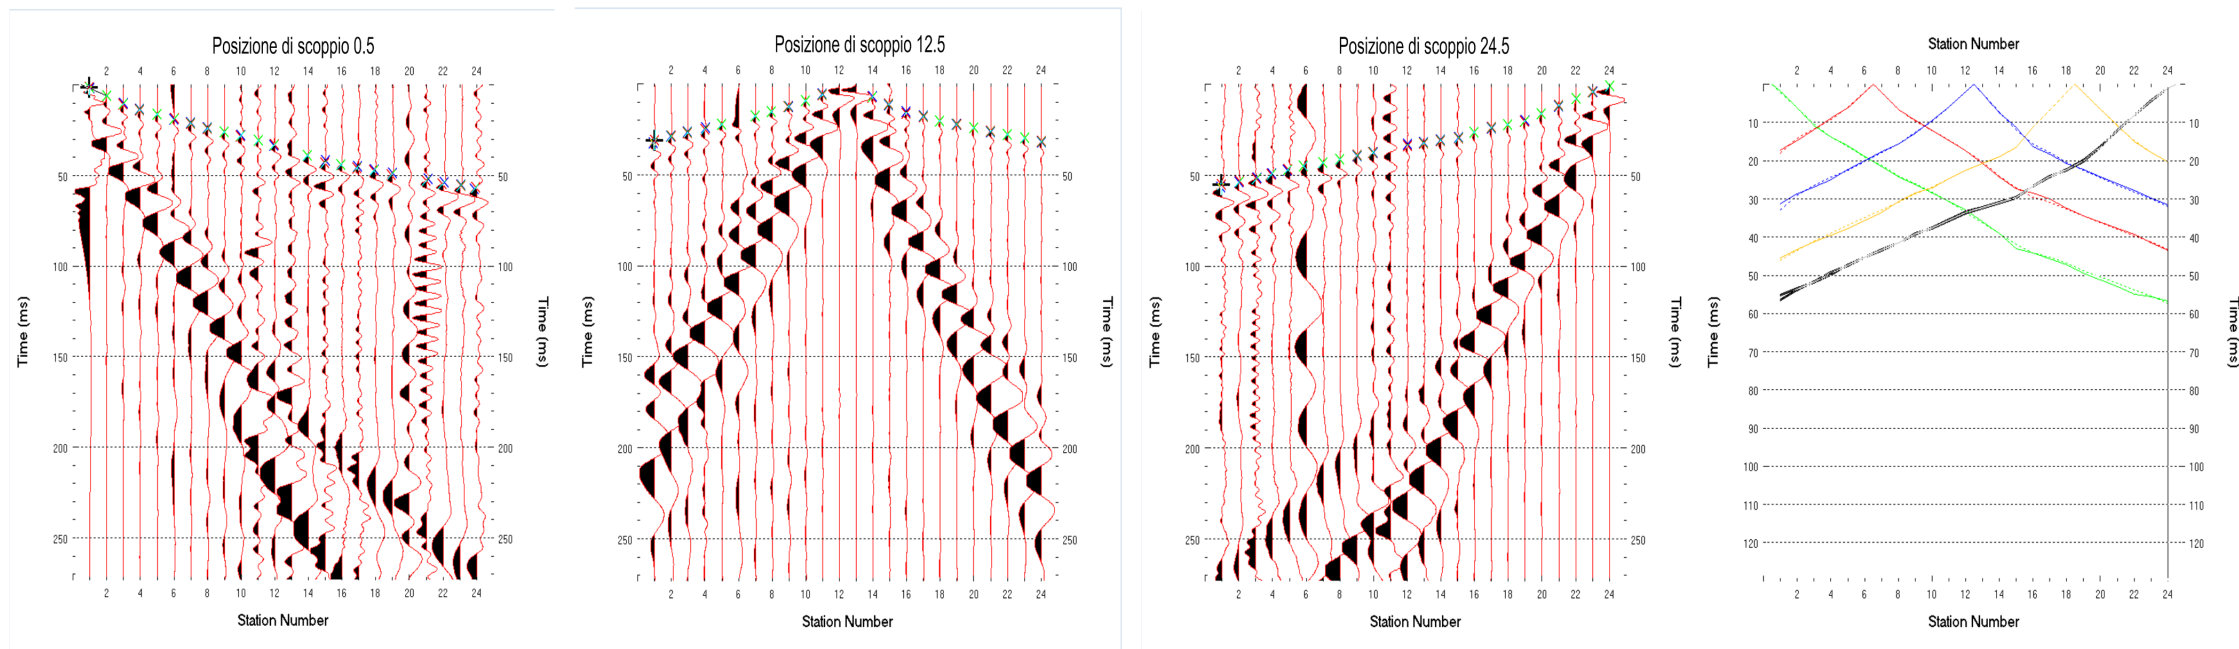 Posizione di scoppio 0.5
2 4 6 8 10 12 14 16 18 20 22 24
50 50
100 100
150 150
200 200
250 250
Time (ms)
Time (ms)
2 4 6 8 10 12 14 16 18 20 22 24
Station Number
Posizione di scoppio 12.5
2 4 6 8 10 12 14 16 18 20 22 24
50 50
100 100
150 150
200 200
250 250
Time (ms)
Time (ms)
2 4 6 8 10 12 14 16 18 20 22 24
Station Number
Posizione di scoppio 24.5
2 4 6 8 10 12 14 16 18 20 22 24
50 50
100 100
150 150
200 200
250 250
Time (ms)
Time (ms)
2 4 6 8 10 12 14 16 18 20 22 24
Station Number
Station Number
2 4 6 8 10 12 14 16 18 20 22 24
10 10
20 20
30 30
40 40
50 50
60 60
70 70
80 80
90 90
100 100
110 110
120 120
Time (ms)
Time (ms)
2 4 6 8 10 12 14 16 18 20 22 24
Station Number